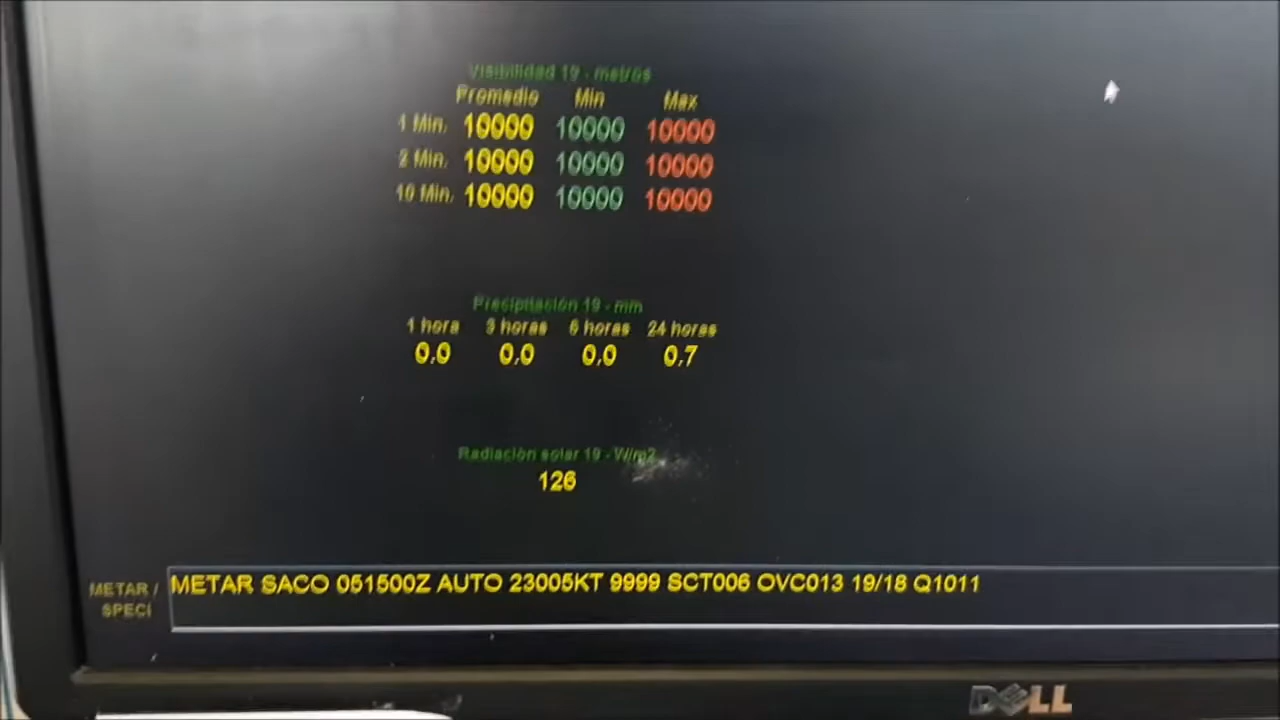 Visibilidad 19 - metros
Promedio Min Max
1 Min. 10000 10000 10000
2 Min. 10000 10000 10000
10 Min. 10000 10000 10000
Precipitación 19 - mm
1 hora 3 horas 6 horas 24 horas
0,0 0,0 0,0 0,7
Radiación solar 19 - W/m2
126
METAR /
SPECI
METAR SACO 051500Z AUTO 23005KT 9999 SCT006 OVC013 19/18 Q1011
DELL